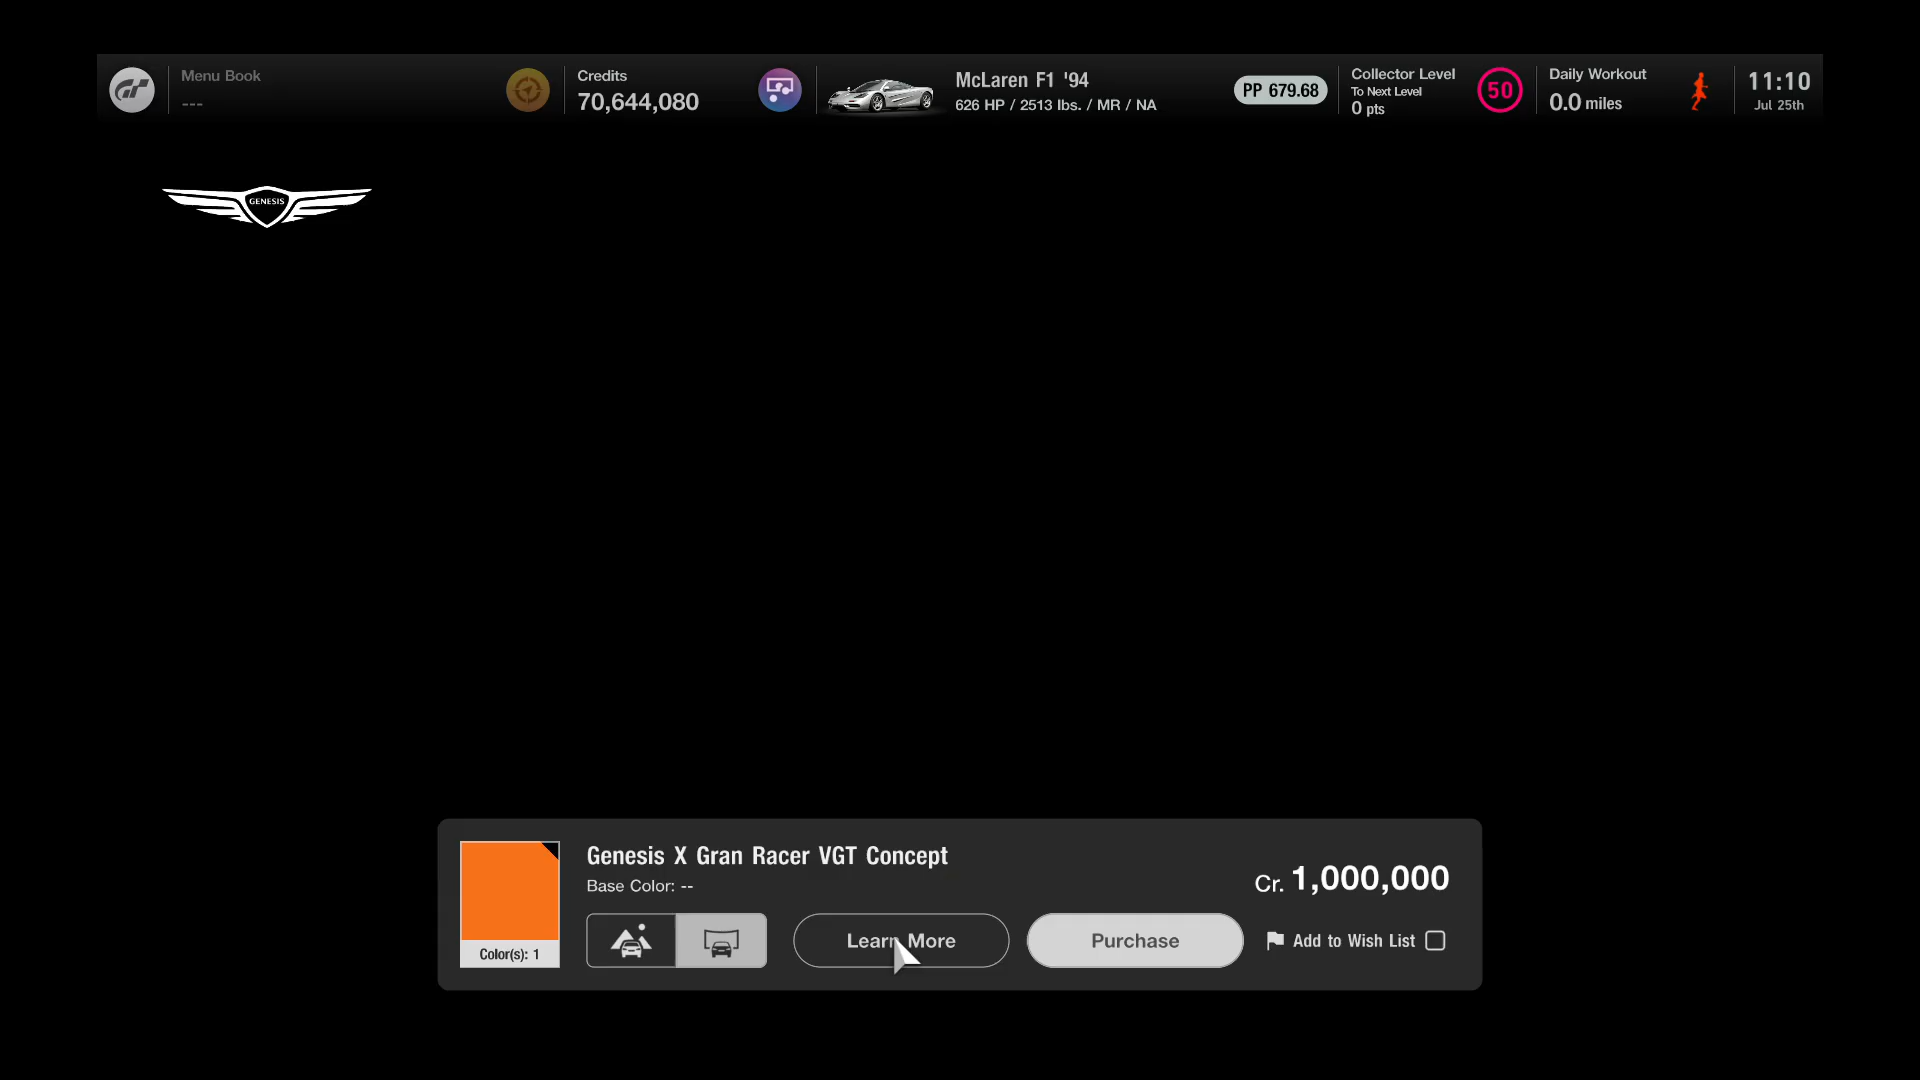 Menu Book
---
Credits
70,644,080
McLaren F1 '94
626 HP / 2513 lbs. / MR / NA
PP 679.68
Collector Level
To Next Level
0 pts
50
Daily Workout
0.0 miles
11:10
Jul 25th
GENESIS
Genesis X Gran Racer VGT Concept
Base Color: --
Cr. 1,000,000
Color(s): 1
Learn More
Purchase
Add to Wish List